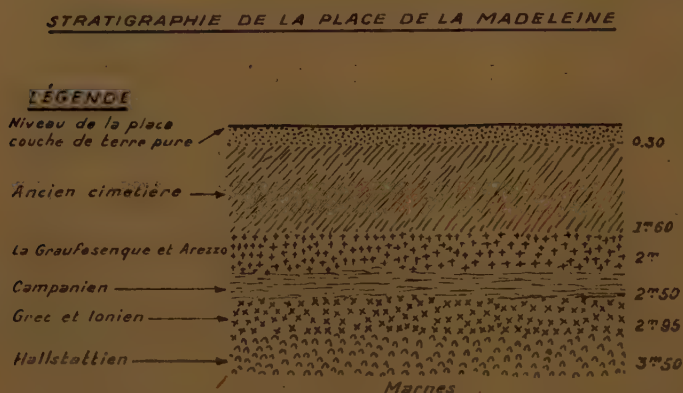 STRATIGRAPHIE DE LA PLACE DE LA MADELEINE
LÉGENDE
Niveau de la place
couche de terre pure
0.30
Ancien cimetière
1m60
La Graufesenque et Arezzo
2m
Campanien
2m50
Grec et Ionien
2m95
Hallstattien
3m50
Marnes